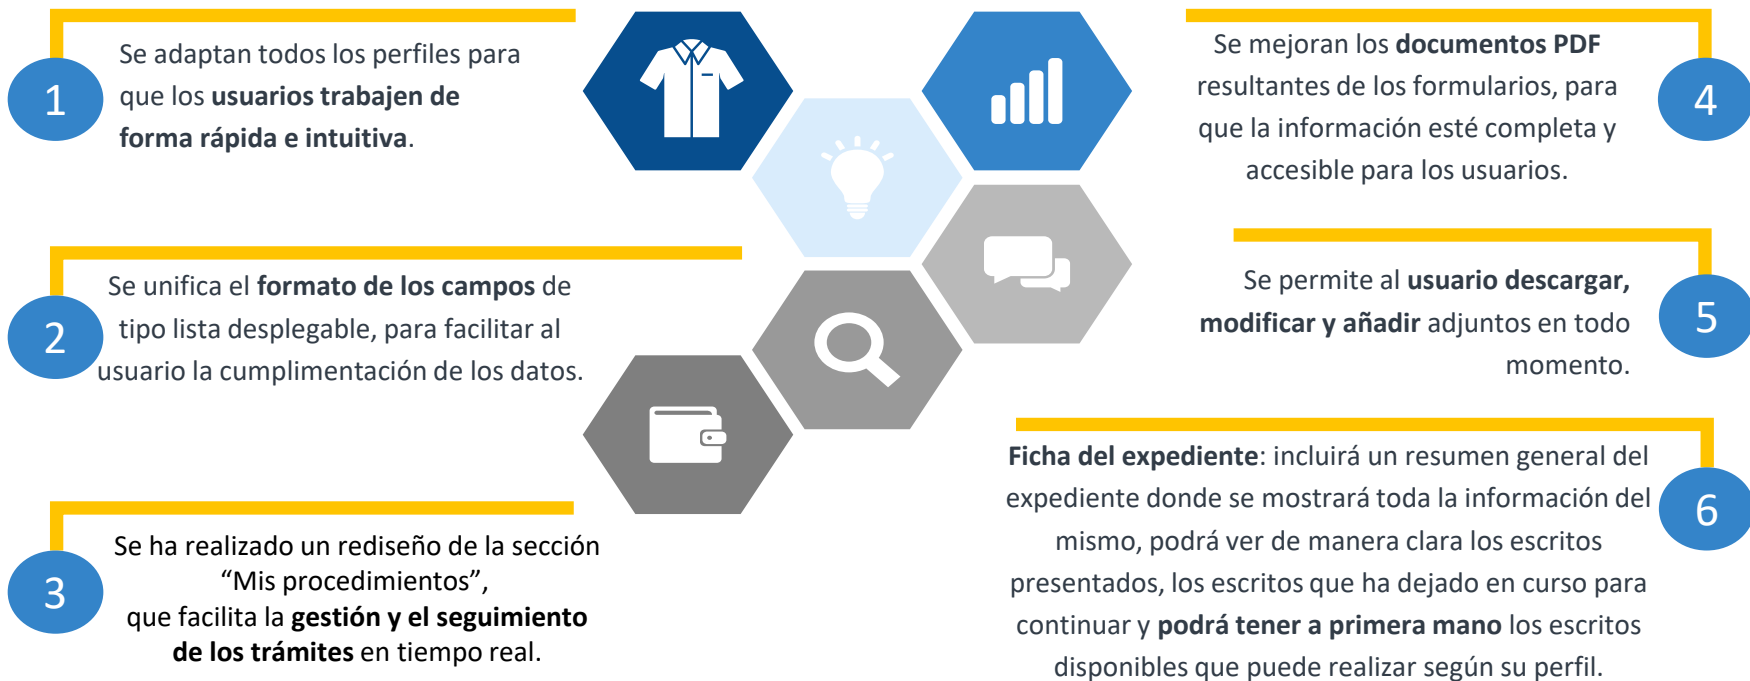 1
Se adaptan todos los perfiles para
que los usuarios trabajen de
forma rápida e intuitiva.
2
Se unifica el formato de los campos de
tipo lista desplegable, para facilitar al
usuario la cumplimentación de los datos.
3
Se ha realizado un rediseño de la sección
“Mis procedimientos”,
que facilita la gestión y el seguimiento
de los trámites en tiempo real.
4
Se mejoran los documentos PDF
resultantes de los formularios, para
que la información esté completa y
accesible para los usuarios.
5
Se permite al usuario descargar,
modificar y añadir adjuntos en todo
momento.
6
Ficha del expediente: incluirá un resumen general del
expediente donde se mostrará toda la información del
mismo, podrá ver de manera clara los escritos
presentados, los escritos que ha dejado en curso para
continuar y podrá tener a primera mano los escritos
disponibles que puede realizar según su perfil.